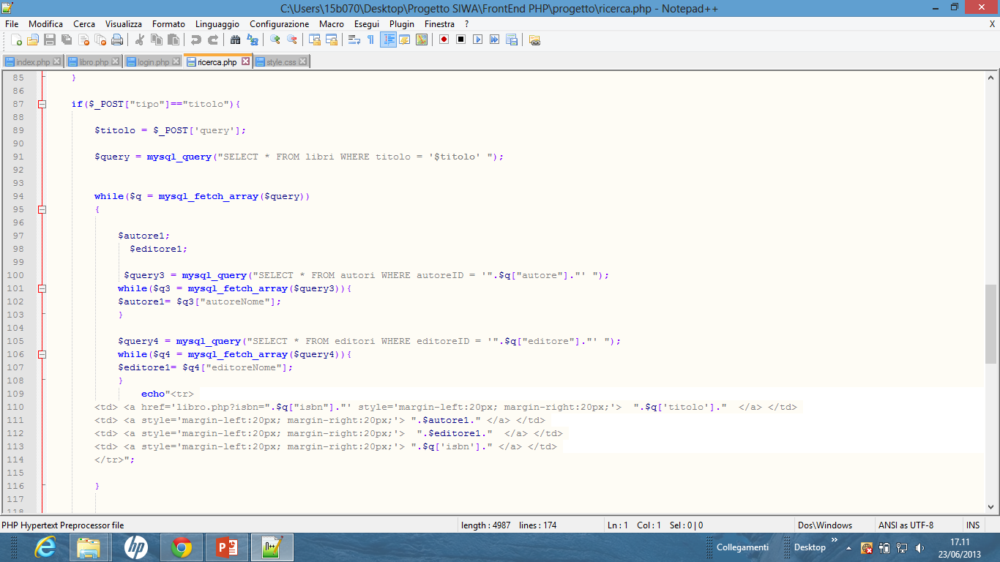 C:\Users\15b070\Desktop\Progetto SIWA\FrontEnd PHP\progetto\ricerca.php - Notepad++
File Modifica Cerca Visualizza Formato Linguaggio Configurazione Macro Esegui Plugin Finestra ? X
index.php libro.php login.php ricerca.php style.css
85 }
86
87 if($_POST["tipo"]=="titolo"){
88
89 $titolo = $_POST['query'];
90
91 $query = mysql_query("SELECT * FROM libri WHERE titolo = '$titolo' ");
92
93
94 while($q = mysql_fetch_array($query))
95 {
96
97 $autore1;
98 $editore1;
99
100 $query3 = mysql_query("SELECT * FROM autori WHERE autoreID = '".$q["autore"]."' ");
101 while($q3 = mysql_fetch_array($query3)){
102 $autore1= $q3["autoreNome"];
103 }
104
105 $query4 = mysql_query("SELECT * FROM editori WHERE editoreID = '".$q["editore"]."' ");
106 while($q4 = mysql_fetch_array($query4)){
107 $editore1= $q4["editoreNome"];
108 }
109 echo"<tr>
110 <td> <a href='libro.php?isbn=".$q["isbn"]."' style='margin-left:20px; margin-right:20px;'>  ".$q['titolo']."  </a> </td>
111 <td> <a style='margin-left:20px; margin-right:20px;'> ".$autore1." </a> </td>
112 <td> <a style='margin-left:20px; margin-right:20px;'>  ".$editore1."  </a> </td>
113 <td> <a style='margin-left:20px; margin-right:20px;'> ".$q['isbn']." </a> </td>
114 </tr>";
115
116 }
117
118
PHP Hypertext Preprocessor file length : 4987 lines : 174 Ln : 1 Col : 1 Sel : 0 | 0 Dos\Windows ANSI as UTF-8 INS
Collegamenti Desktop 17.11
23/06/2013